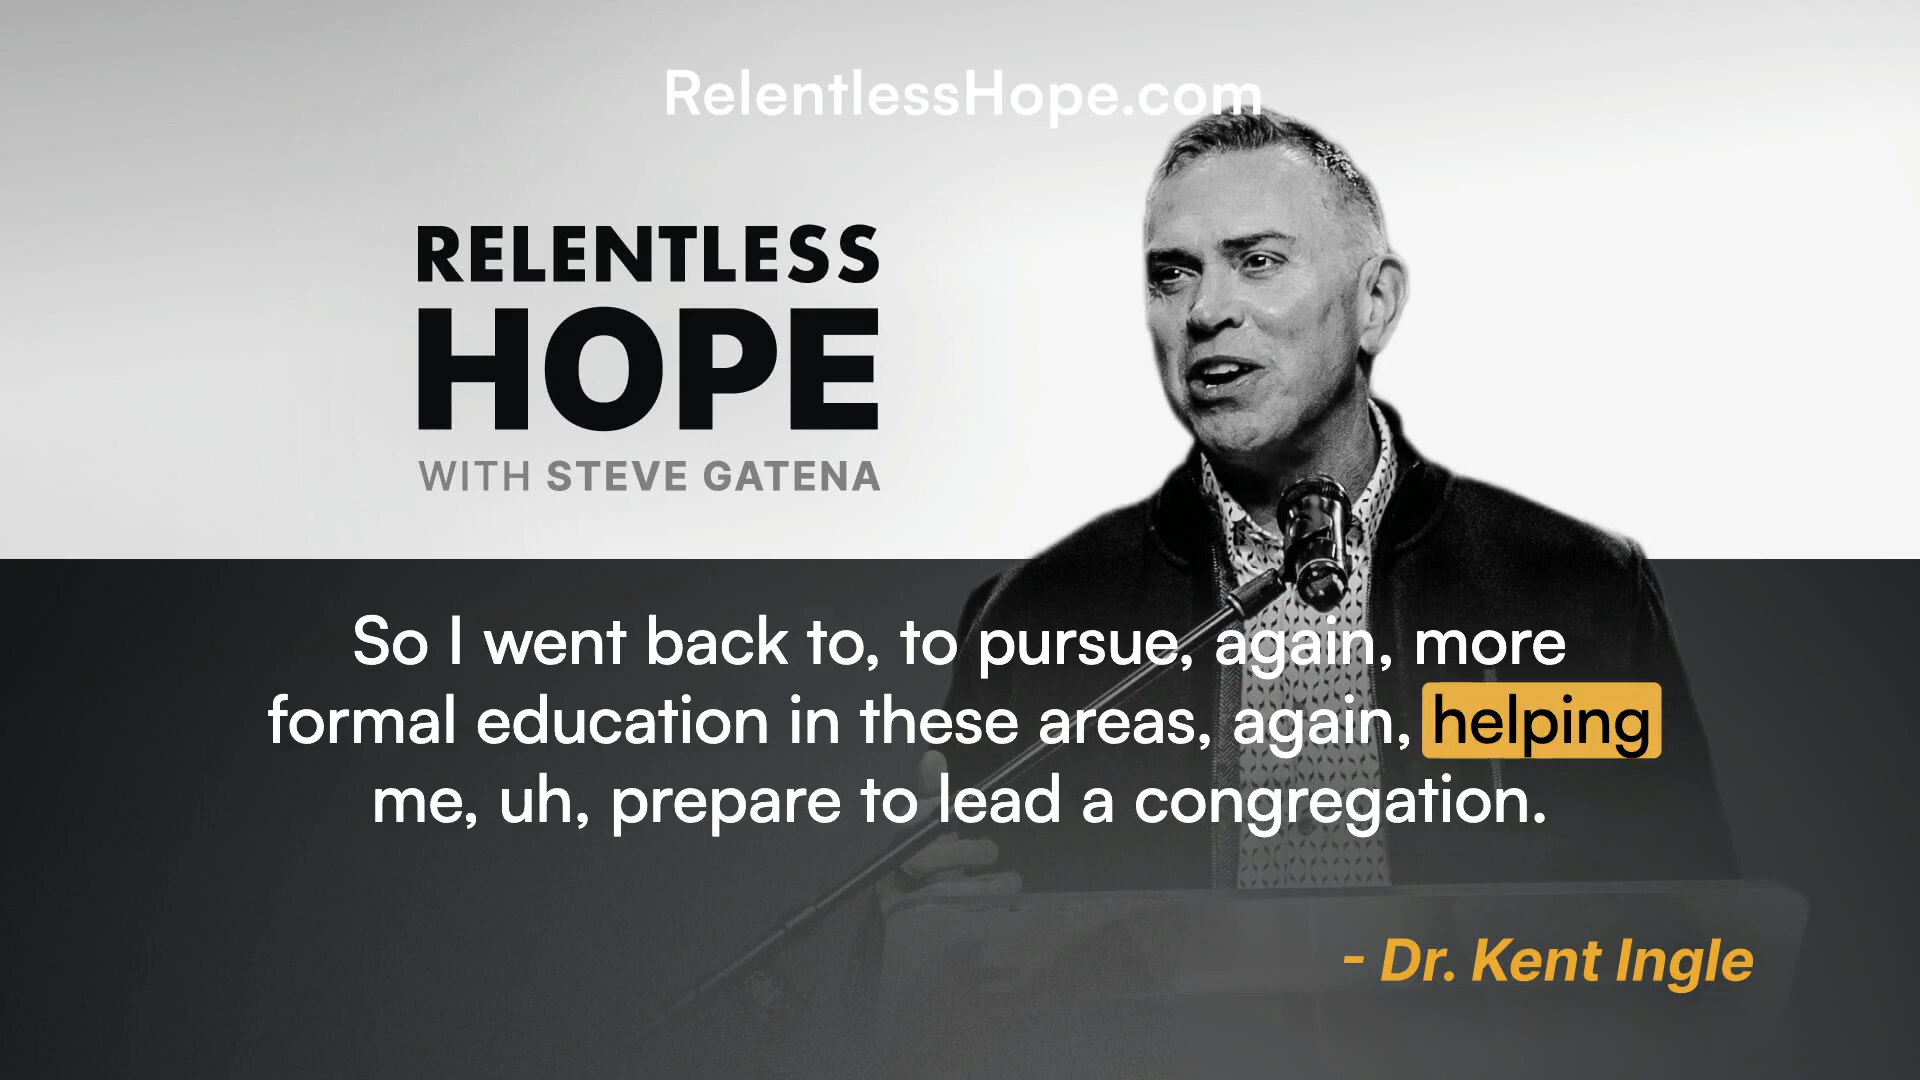 RelentlessHope.com
RELENTLESS
HOPE
WITH STEVE GATENA
So I went back to, to pursue, again, more
formal education in these areas, again, helping
me, uh, prepare to lead a congregation.
- Dr. Kent Ingle